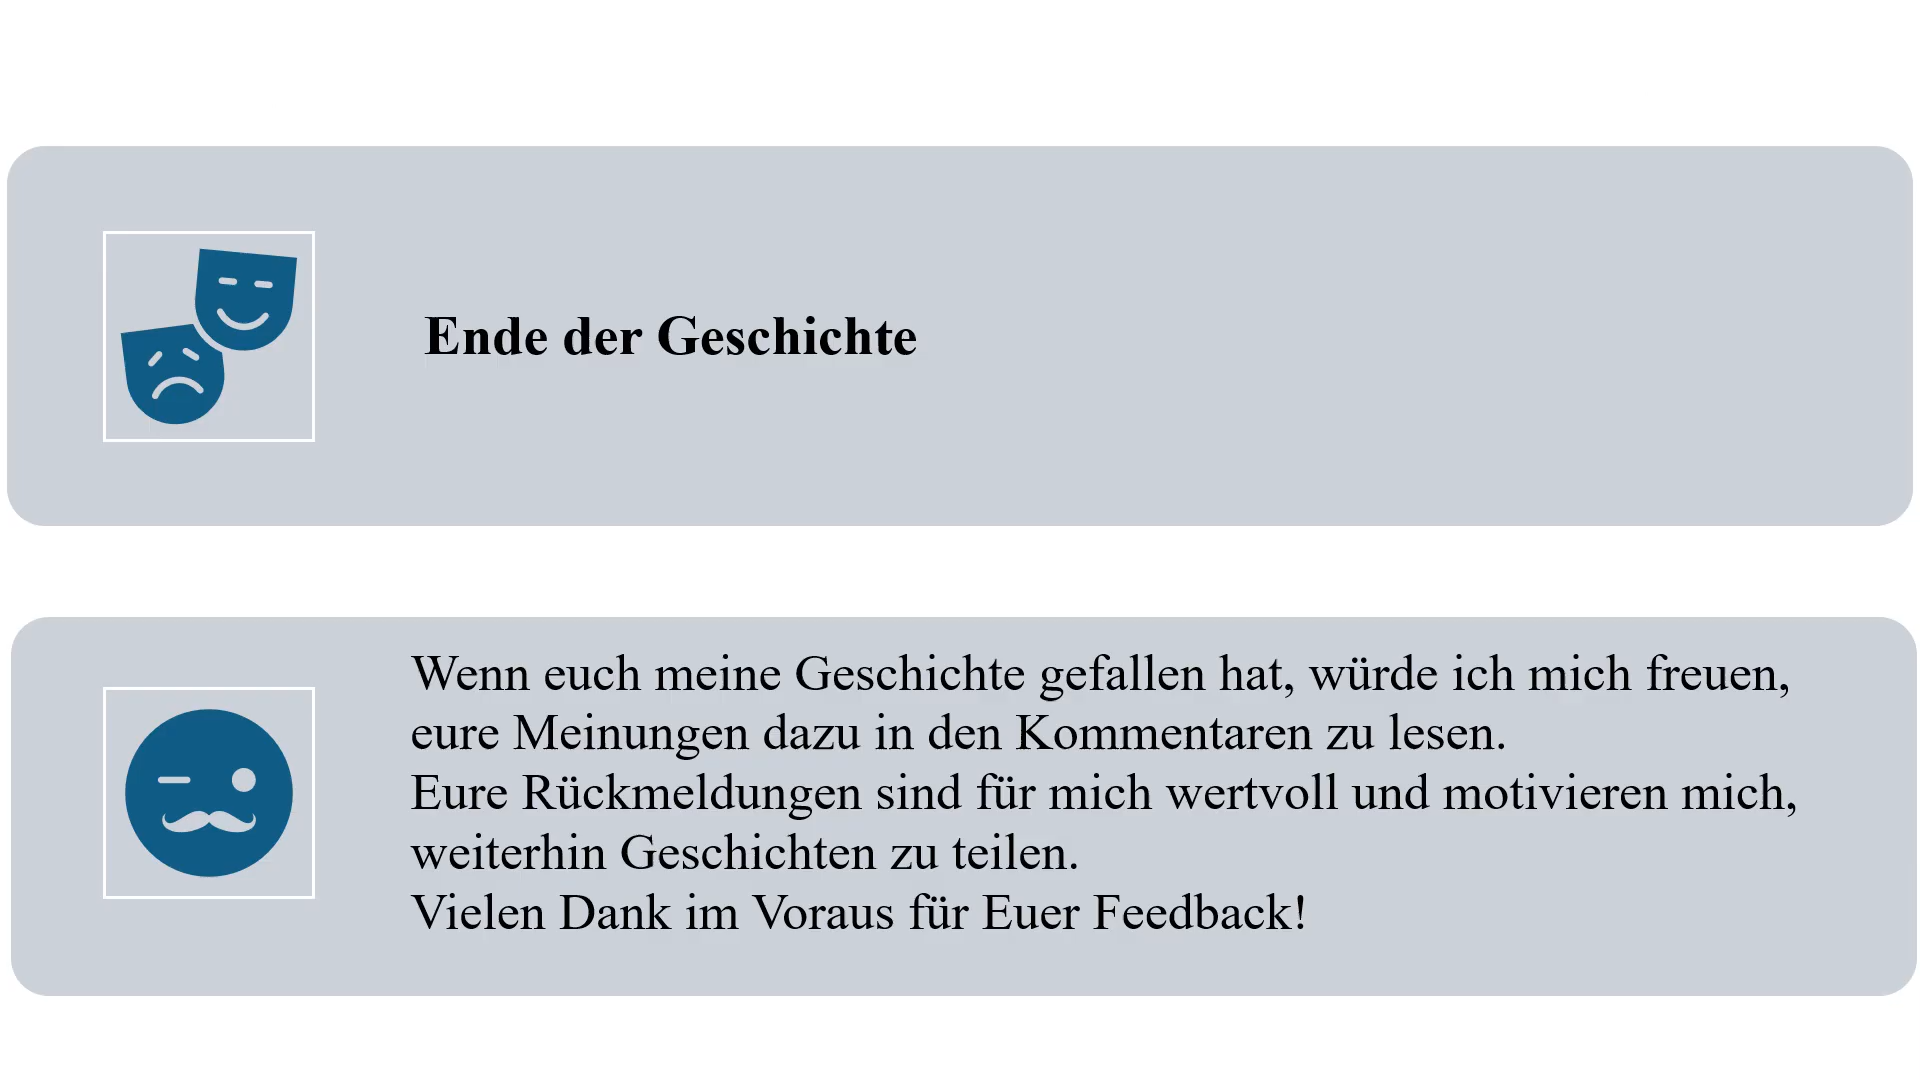 Ende der Geschichte
Wenn euch meine Geschichte gefallen hat, würde ich mich freuen,
eure Meinungen dazu in den Kommentaren zu lesen.
Eure Rückmeldungen sind für mich wertvoll und motivieren mich,
weiterhin Geschichten zu teilen.
Vielen Dank im Voraus für Euer Feedback!